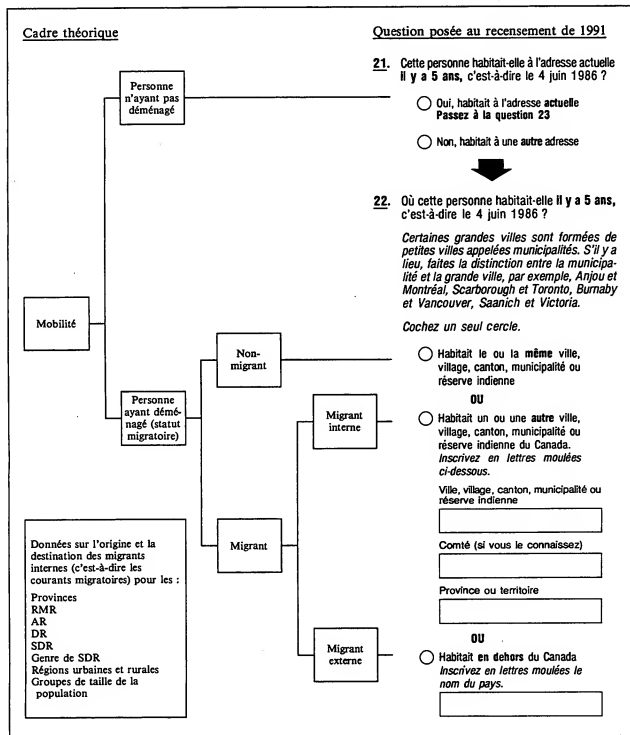 Cadre théorique
Question posée au recensement de 1991
Personne
n'ayant pas
déménagé
21. Cette personne habitait-elle à l'adresse actuelle
il y a 5 ans, c'est-à-dire le 4 juin 1986 ?
Oui, habitait à l'adresse actuelle
Passez à la question 23
Non, habitait à une autre adresse
22. Où cette personne habitait-elle il y a 5 ans,
c'est-à-dire le 4 juin 1986 ?
Certaines grandes villes sont formées de
petites villes appelées municipalités. S'il y a
lieu, faites la distinction entre la municipa-
lité et la grande ville, par exemple, Anjou et
Montréal, Scarborough et Toronto, Burnaby
et Vancouver, Saanich et Victoria.
Cochez un seul cercle.
Mobilité
Non-
migrant
Habitait le ou la même ville,
village, canton, municipalité ou
réserve indienne
OU
Personne
ayant démé-
nagé (statut
migratoire)
Migrant
interne
Habitait un ou une autre ville,
village, canton, municipalité ou
réserve indienne du Canada.
Inscrivez en lettres moulées
ci-dessous.
Ville, village, canton, municipalité ou
réserve indienne
Migrant
Comté (si vous le connaissez)
Province ou territoire
OU
Migrant
externe
Habitait en dehors du Canada
Inscrivez en lettres moulées le
nom du pays.
Données sur l'origine et la
destination des migrants
internes (c'est-à-dire les
courants migratoires) pour les :
Provinces
RMR
AR
DR
SDR
Genre de SDR
Régions urbaines et rurales
Groupes de taille de la
population